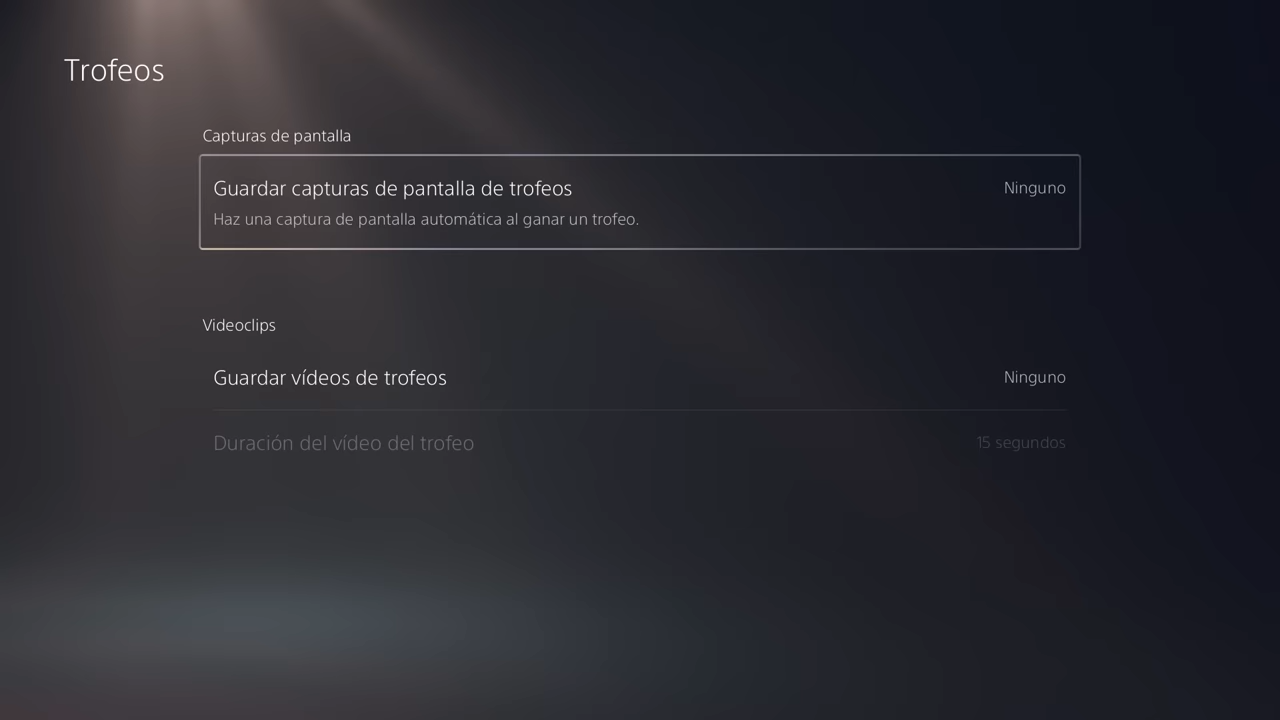 Trofeos
Capturas de pantalla
Guardar capturas de pantalla de trofeos
Ninguno
Haz una captura de pantalla automática al ganar un trofeo.
Videoclips
Guardar vídeos de trofeos
Ninguno
Duración del vídeo del trofeo
15 segundos